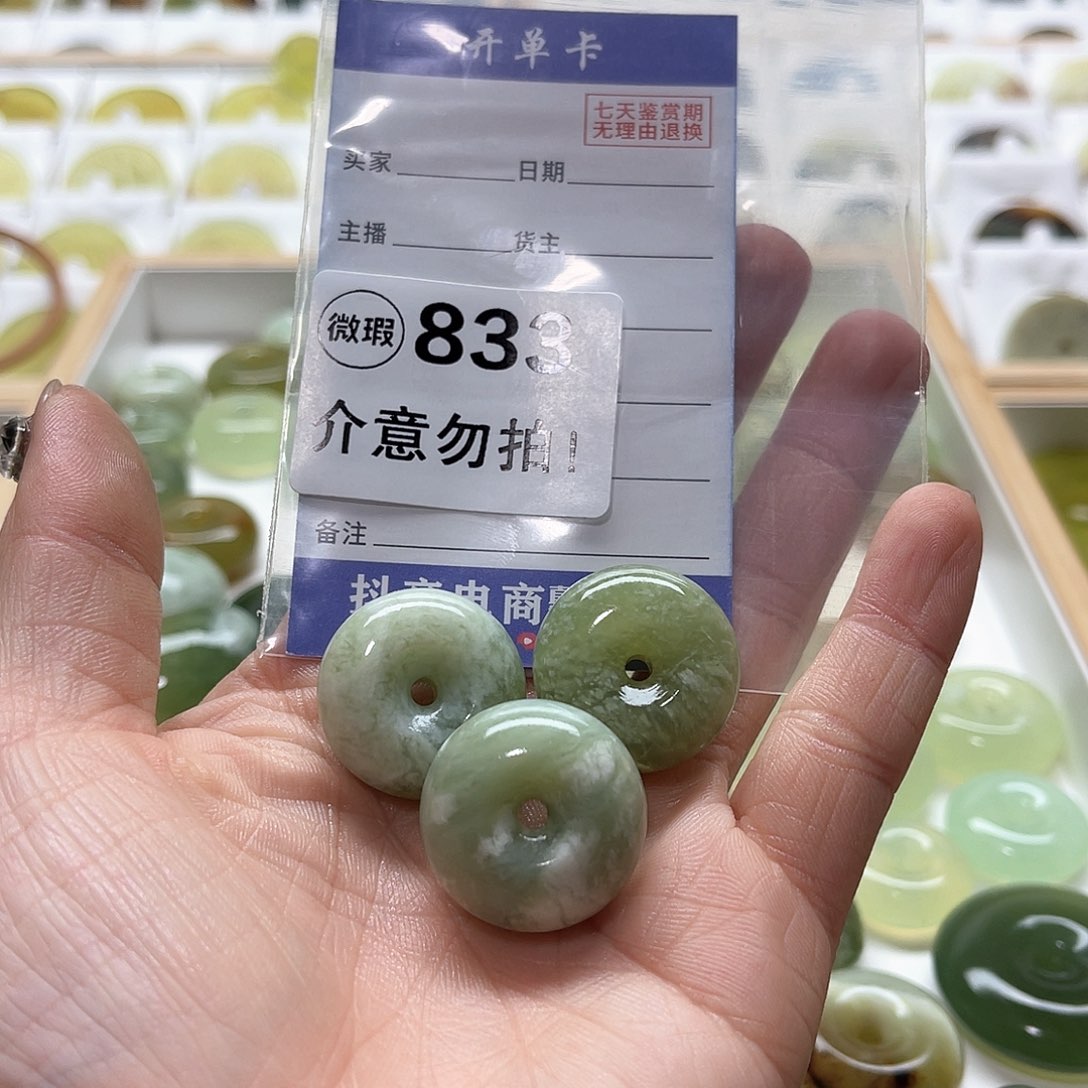 开单卡
七天鉴赏期
无理由退换
买家 日期
主播 货主
微瑕 833
介意勿拍!
备注
抖音电商